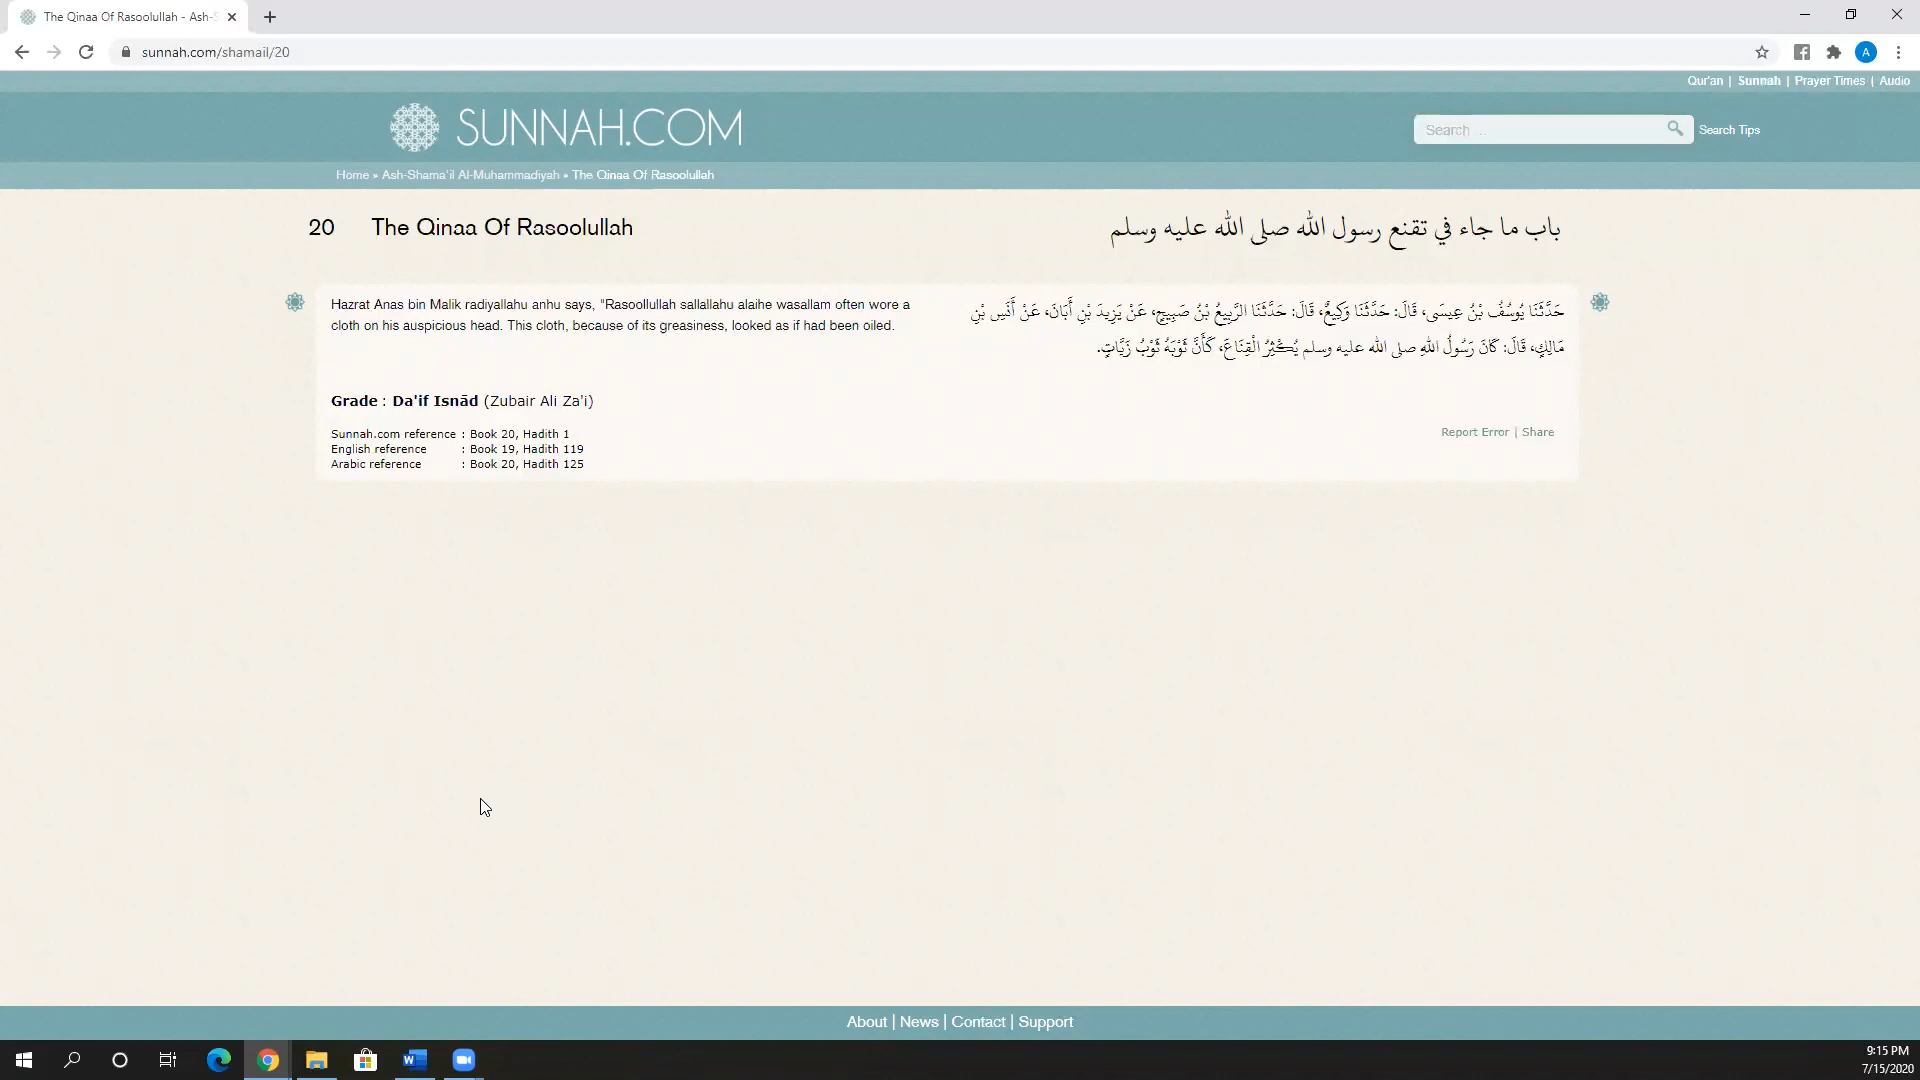 The Qinaa Of Rasoolullah - Ash-S
sunnah.com/shamail/20
A
Qur'an | Sunnah | Prayer Times | Audio
SUNNAH.COM
Search ...
Search Tips
Home » Ash-Shama'il Al-Muhammadiyah » The Qinaa Of Rasoolullah
20 The Qinaa Of Rasoolullah
باب ما جاء في تقنع رسول الله صلى الله عليه وسلم
Hazrat Anas bin Malik radiyallahu anhu says, "Rasoollullah sallallahu alaihe wasallam often wore a
cloth on his auspicious head. This cloth, because of its greasiness, looked as if had been oiled.
حَدَّثَنَا يُوسُفُ بْنُ عِيسَى، قَالَ: حَدَّثَنَا وَكِيعٌ، قَالَ: حَدَّثَنَا الرَّبِيعُ بْنُ صَبِيحٍ، عَنْ يَزِيدَ بْنِ أَبَانَ، عَنْ أَنَسِ بْنِ
مَالِكٍ، قَالَ: كَانَ رَسُولُ اللهِ صلى الله عليه وسلم يُكْثِرُ الْقِنَاعَ، كَأَنَّ ثَوْبَهُ ثَوْبُ زَيَّاتٍ.
Grade : Da'if Isnād (Zubair Ali Za'i)
Sunnah.com reference : Book 20, Hadith 1
English reference : Book 19, Hadith 119
Arabic reference : Book 20, Hadith 125
Report Error | Share
About | News | Contact | Support
9:15 PM
7/15/2020